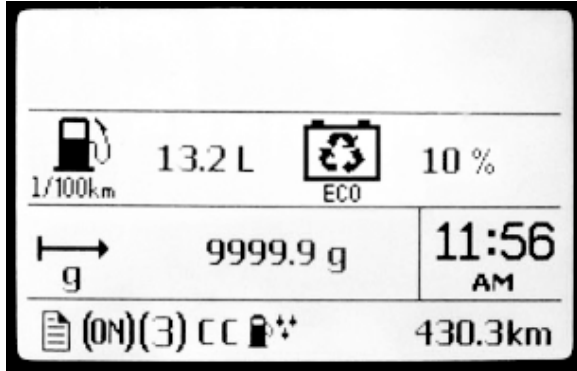 13.2 L 10 %
1/100km ECO
9999.9 g 11:56
g AM
(ON)(3) CC 430.3km